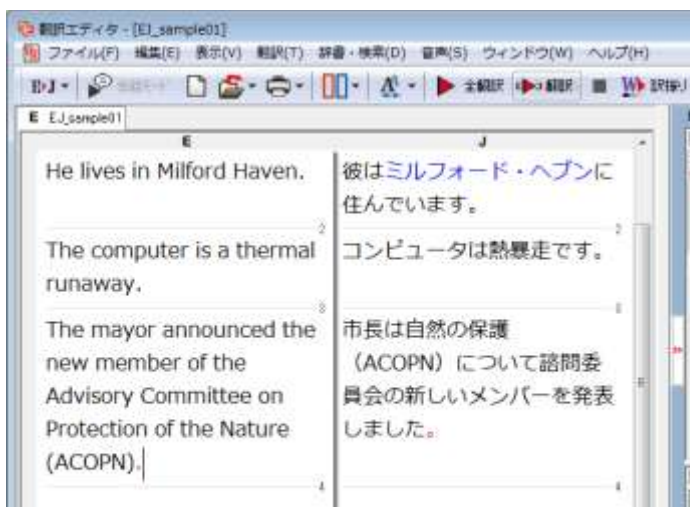 翻訳エディタ - [EJ_sample01]
ファイル(F) 編集(E) 表示(V) 翻訳(T) 辞書・検索(D) 音声(S) ウィンドウ(W) ヘルプ(H)
全翻訳 翻訳
E EJ_sample01
E J
He lives in Milford Haven.
彼はミルフォード・ヘブンに
住んでいます。
2 2
The computer is a thermal
runaway.
コンピュータは熱暴走です。
3 3
The mayor announced the
new member of the
Advisory Committee on
Protection of the Nature
(ACOPN).
市長は自然の保護
（ACOPN）について諮問委
員会の新しいメンバーを発表
しました。
4 4